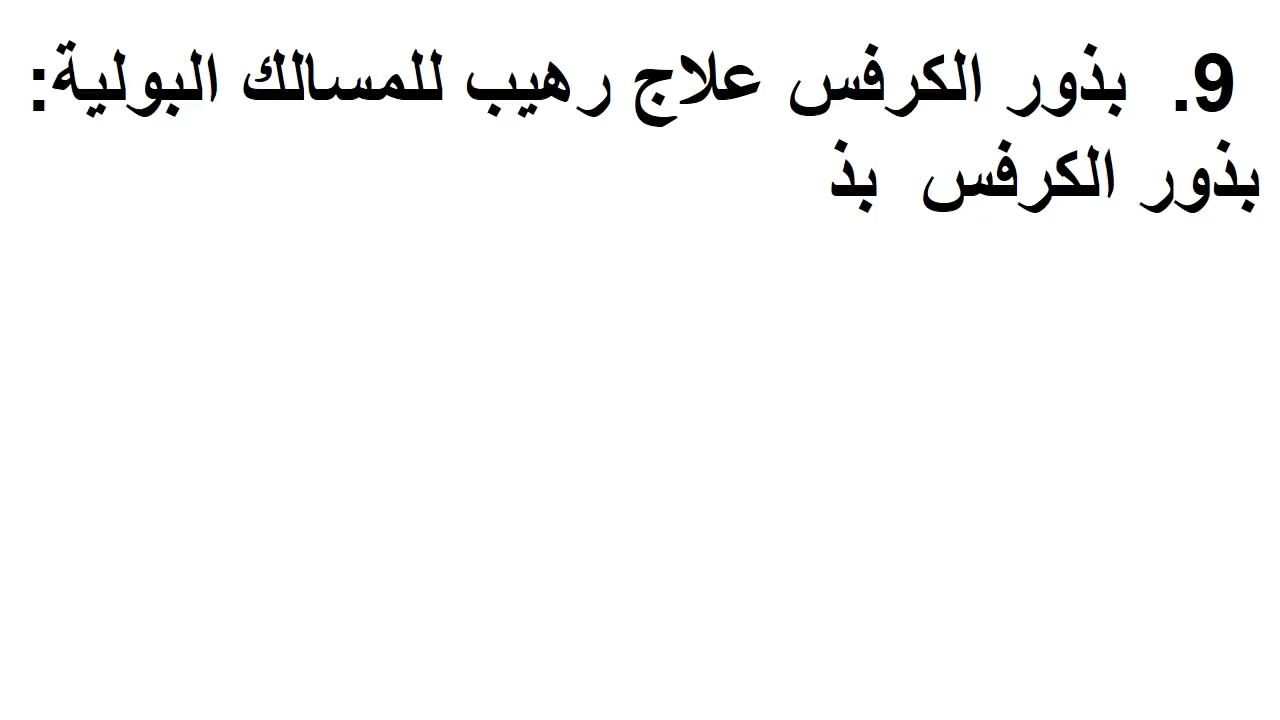 9. بذور الكرفس علاج رهيب للمسالك البولية:
بذور الكرفس بذ